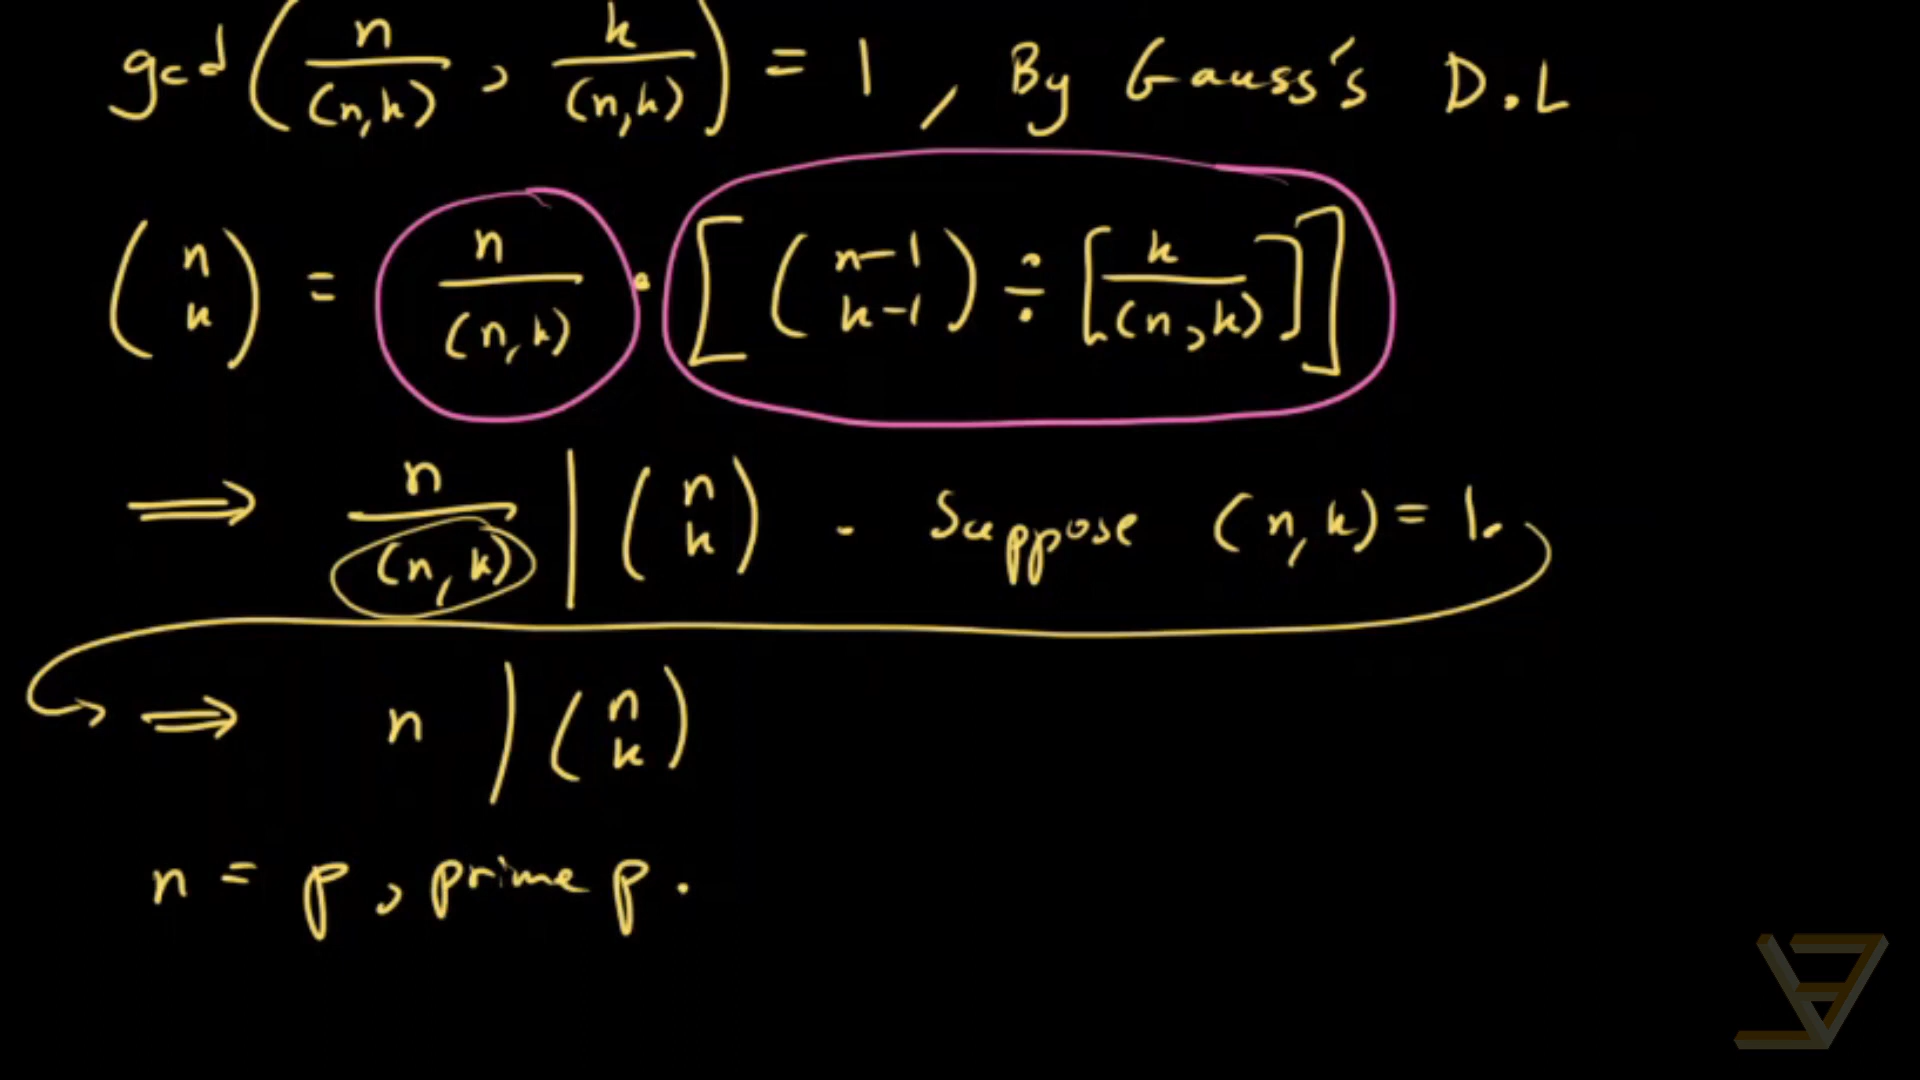 gcd(n/(n,k), k/(n,k)) = 1, By Gauss's D.L
(n k) = n/(n,k) · [(n-1 k-1) ÷ [k/(n,k)]]
⟹ n/(n,k) | (n k) . Suppose (n,k) = 1.
⟹ n | (n k)
n = p, prime p.